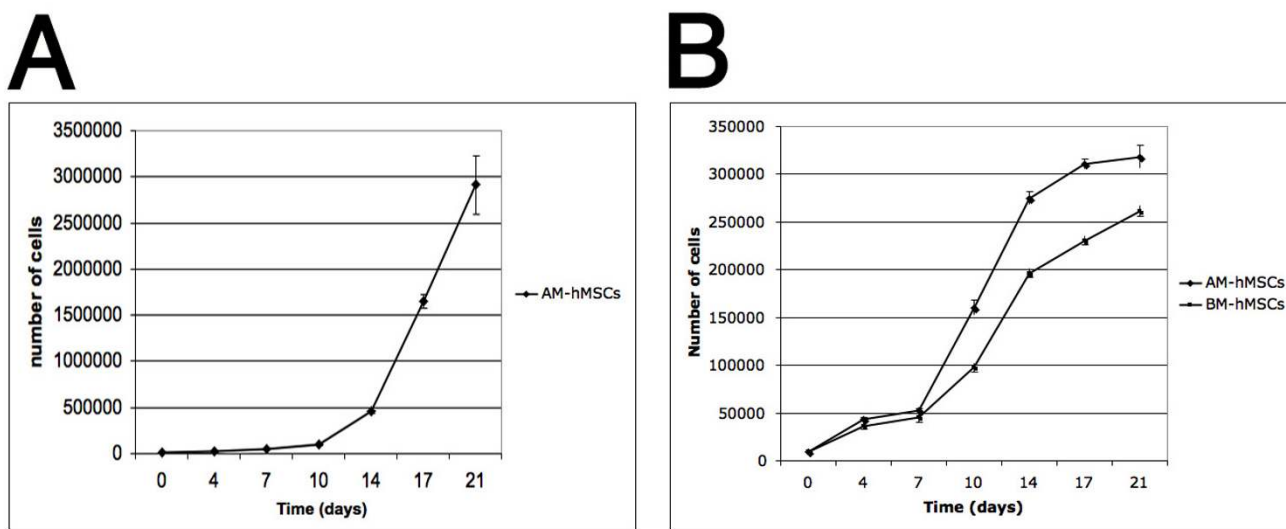 A
3500000
3000000
2500000
2000000
1500000
1000000
500000
0
number of cells
0 4 7 10 14 17 21
Time (days)
AM-hMSCs
B
350000
300000
250000
200000
150000
100000
50000
0
Number of cells
0 4 7 10 14 17 21
Time (days)
AM-hMSCs
BM-hMSCs